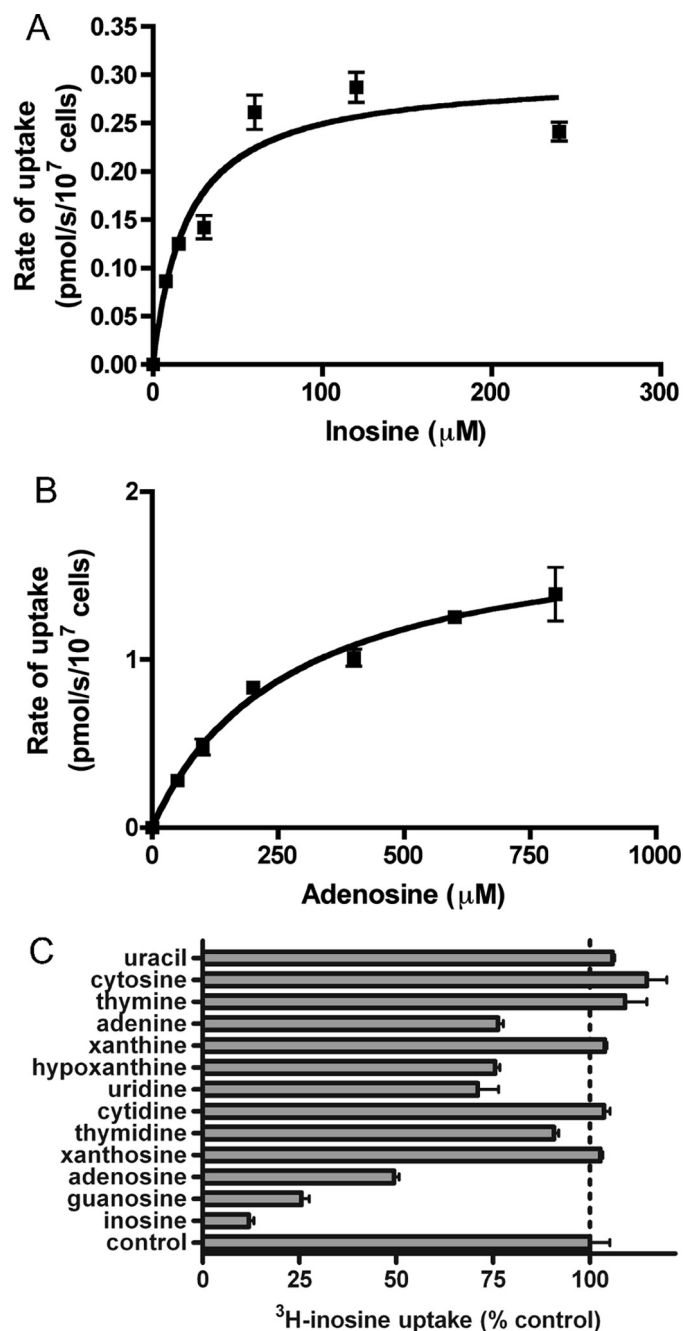 A
Rate of uptake
(pmol/s/10⁷ cells)
0.35
0.30
0.25
0.20
0.15
0.10
0.05
0.00
0 100 200 300
Inosine (μM)
B
Rate of uptake
(pmol/s/10⁷ cells)
2
1
0
0 250 500 750 1000
Adenosine (μM)
C
uracil
cytosine
thymine
adenine
xanthine
hypoxanthine
uridine
cytidine
thymidine
xanthosine
adenosine
guanosine
inosine
control
0 25 50 75 100
³H-inosine uptake (% control)